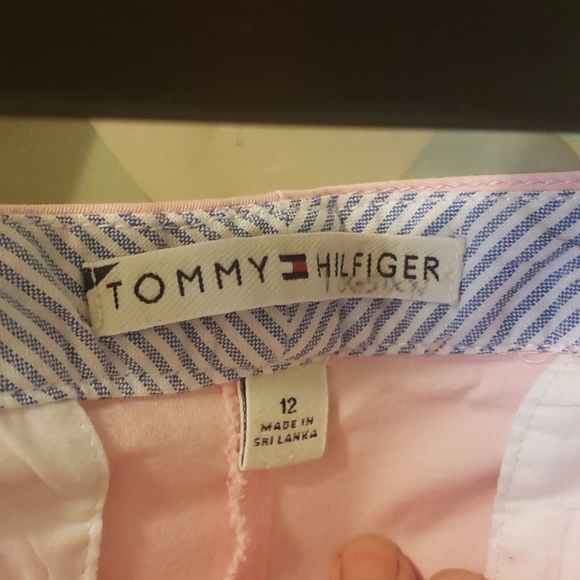 TOMMY HILFIGER
12
MADE IN
SRI LANKA